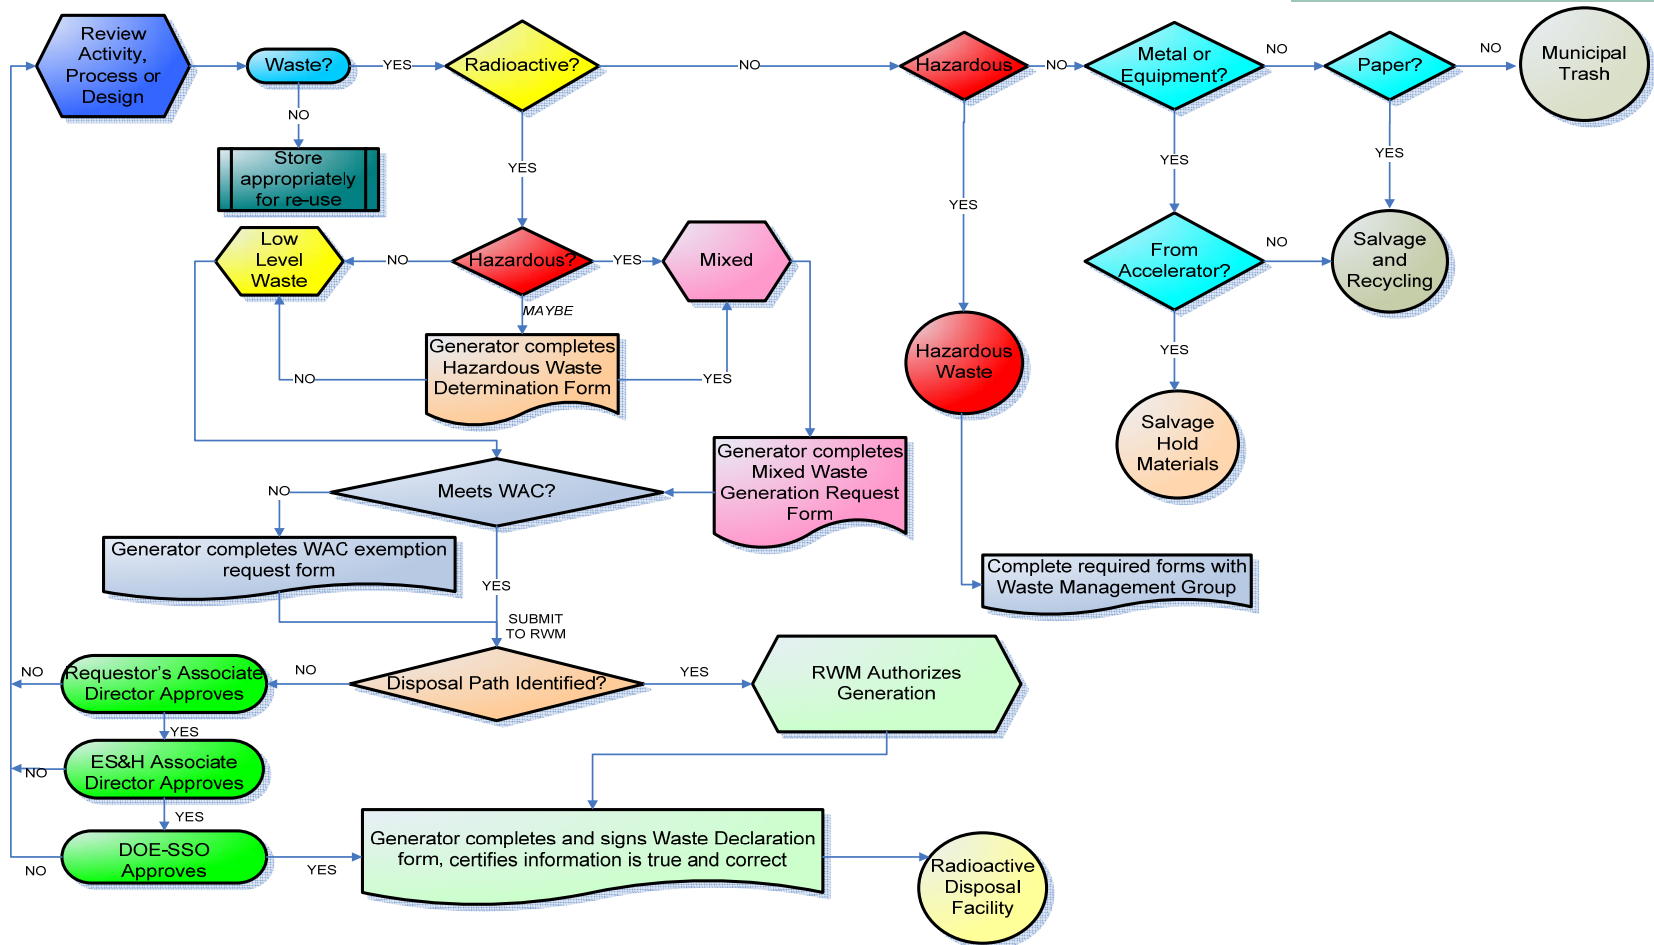 Review
Activity,
Process or
Design
Waste?
YES
Radioactive?
NO
Hazardous
NO
Metal or
Equipment?
NO
Paper?
NO
Municipal
Trash
NO
Store
appropriately
for re-use
YES
YES
YES
YES
Low
Level
Waste
NO
Hazardous?
YES
Mixed
From
Accelerator?
NO
Salvage
and
Recycling
MAYBE
Generator completes
Hazardous Waste
Determination Form
NO
YES
Hazardous
Waste
YES
Salvage
Hold
Materials
Generator completes
Mixed Waste
Generation Request
Form
Meets WAC?
NO
Generator completes WAC exemption
request form
YES
Complete required forms with
Waste Management Group
SUBMIT
TO RWM
NO
Requestor's Associate
Director Approves
NO
Disposal Path Identified?
YES
RWM Authorizes
Generation
YES
NO
ES&H Associate
Director Approves
YES
NO
DOE-SSO
Approves
YES
Generator completes and signs Waste Declaration
form, certifies information is true and correct
Radioactive
Disposal
Facility